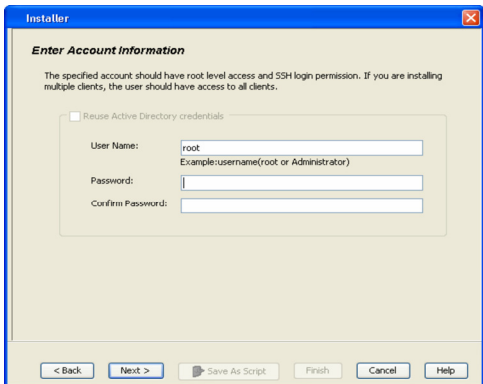 Installer
Enter Account Information
The specified account should have root level access and SSH login permission. If you are installing
multiple clients, the user should have access to all clients.
Reuse Active Directory credentials
User Name:
root
Example:username(root or Administrator)
Password:
Confirm Password:
< Back Next > Save As Script Finish Cancel Help